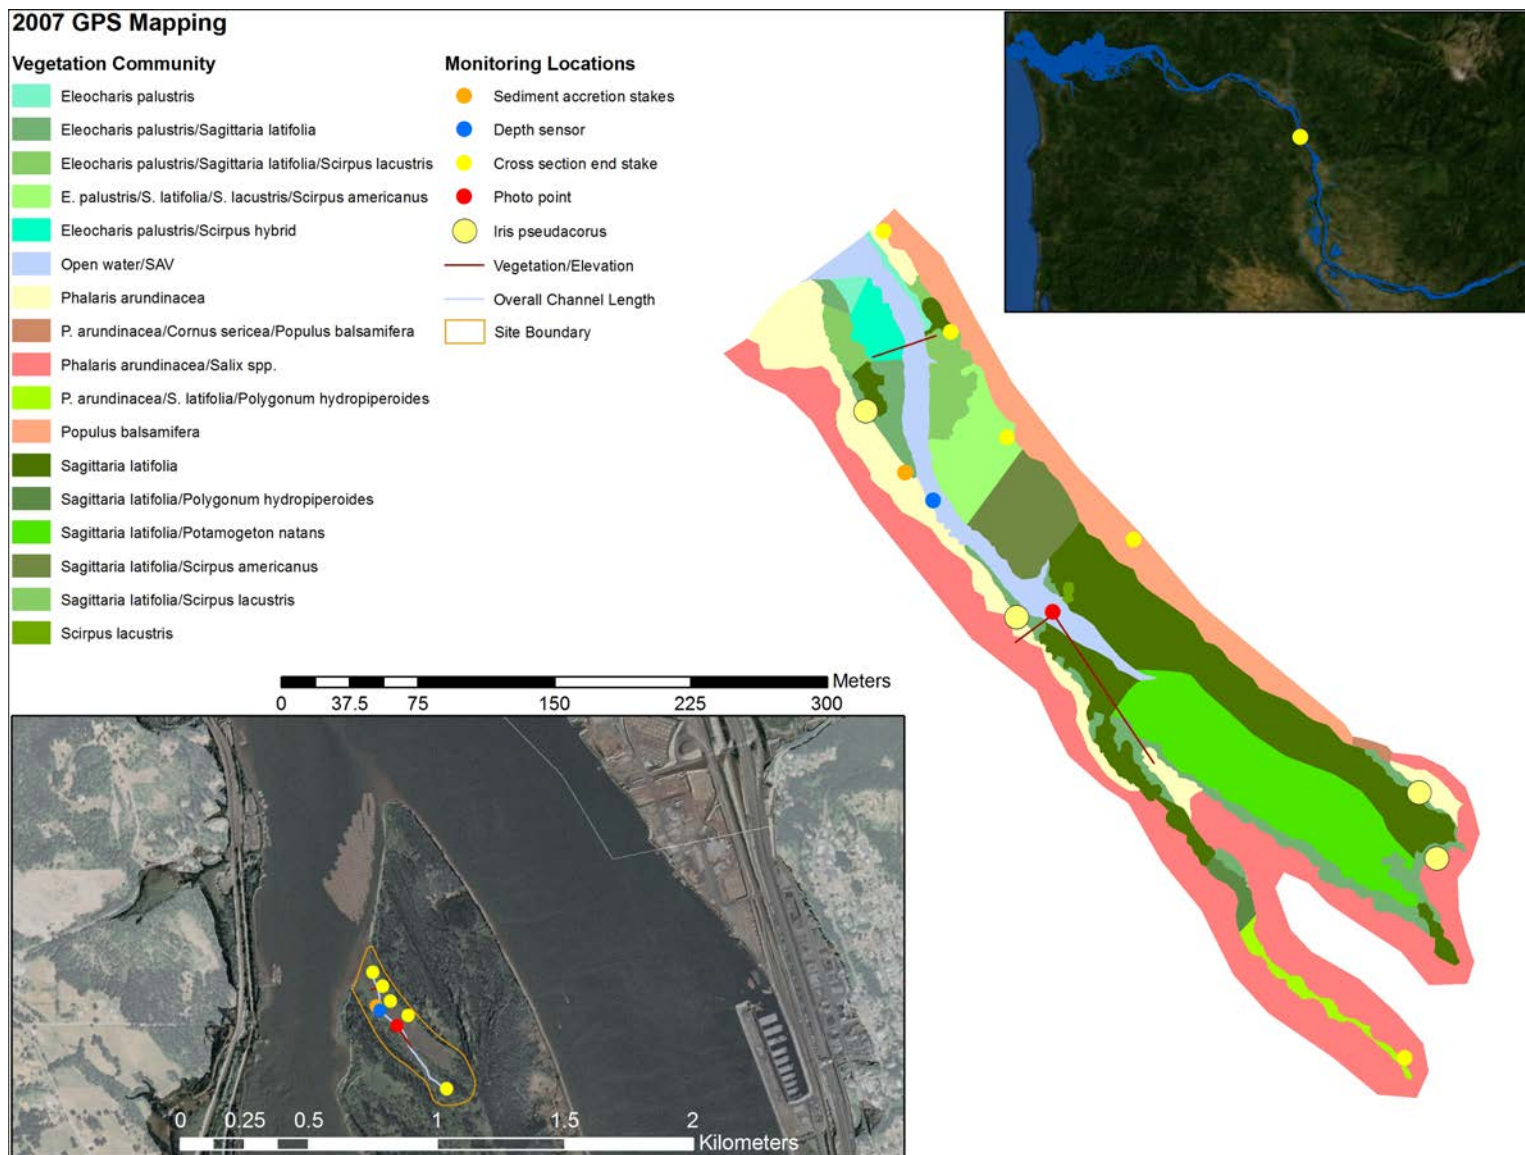 2007 GPS Mapping
Vegetation Community
Eleocharis palustris
Eleocharis palustris/Sagittaria latifolia
Eleocharis palustris/Sagittaria latifolia/Scirpus lacustris
E. palustris/S. latifolia/S. lacustris/Scirpus americanus
Eleocharis palustris/Scirpus hybrid
Open water/SAV
Phalaris arundinacea
P. arundinacea/Cornus sericea/Populus balsamifera
Phalaris arundinacea/Salix spp.
P. arundinacea/S. latifolia/Polygonum hydropiperoides
Populus balsamifera
Sagittaria latifolia
Sagittaria latifolia/Polygonum hydropiperoides
Sagittaria latifolia/Potamogeton natans
Sagittaria latifolia/Scirpus americanus
Sagittaria latifolia/Scirpus lacustris
Scirpus lacustris
Monitoring Locations
Sediment accretion stakes
Depth sensor
Cross section end stake
Photo point
Iris pseudacorus
Vegetation/Elevation
Overall Channel Length
Site Boundary
Meters
0 37.5 75 150 225 300
0 0.25 0.5 1 1.5 2
Kilometers